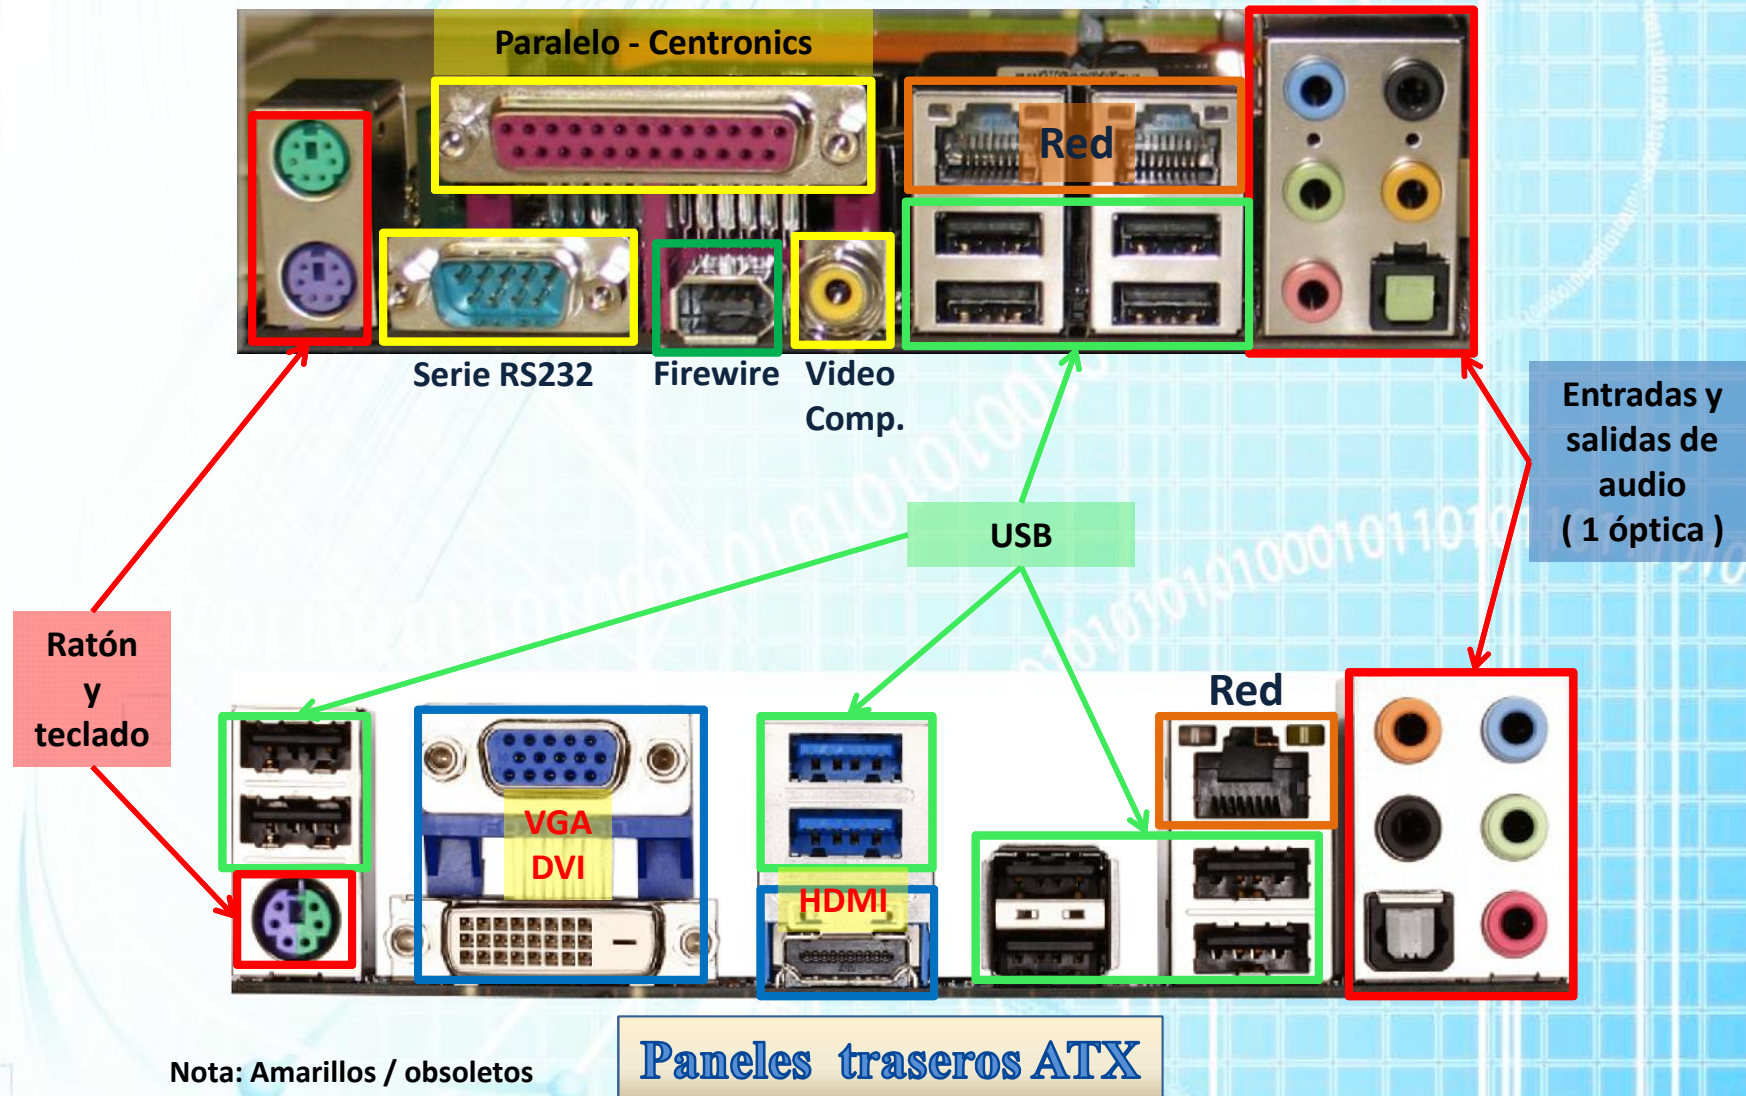 Paralelo - Centronics
Red
Serie RS232
Firewire
Video
Comp.
Entradas y
salidas de
audio
( 1 óptica )
USB
Ratón
y
teclado
Red
VGA
DVI
HDMI
Nota: Amarillos / obsoletos
Paneles traseros ATX